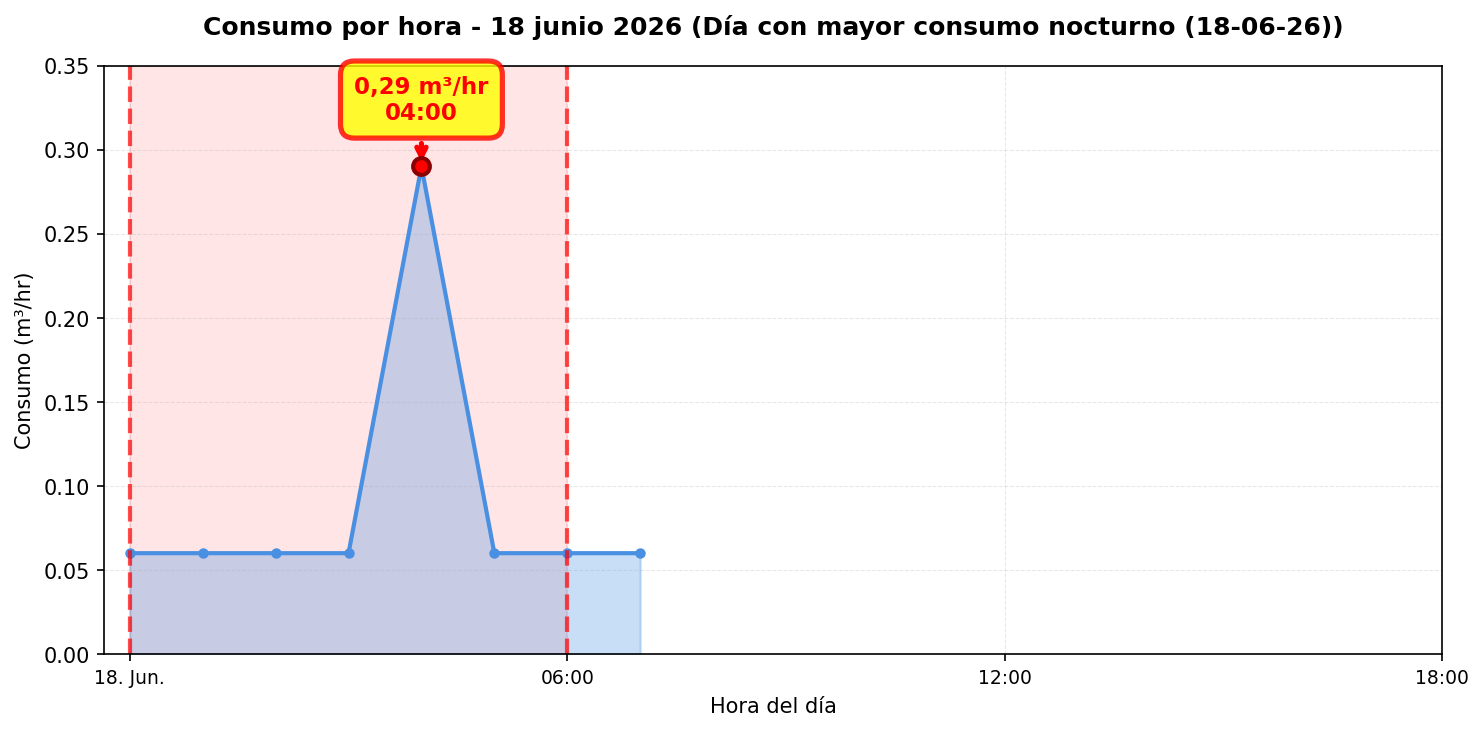 Consumo por hora - 18 junio 2026 (Día con mayor consumo nocturno (18-06-26))
0,29 m³/hr
04:00
Consumo (m³/hr)
0.35
0.30
0.25
0.20
0.15
0.10
0.05
0.00
18. Jun.
06:00
12:00
18:00
Hora del día